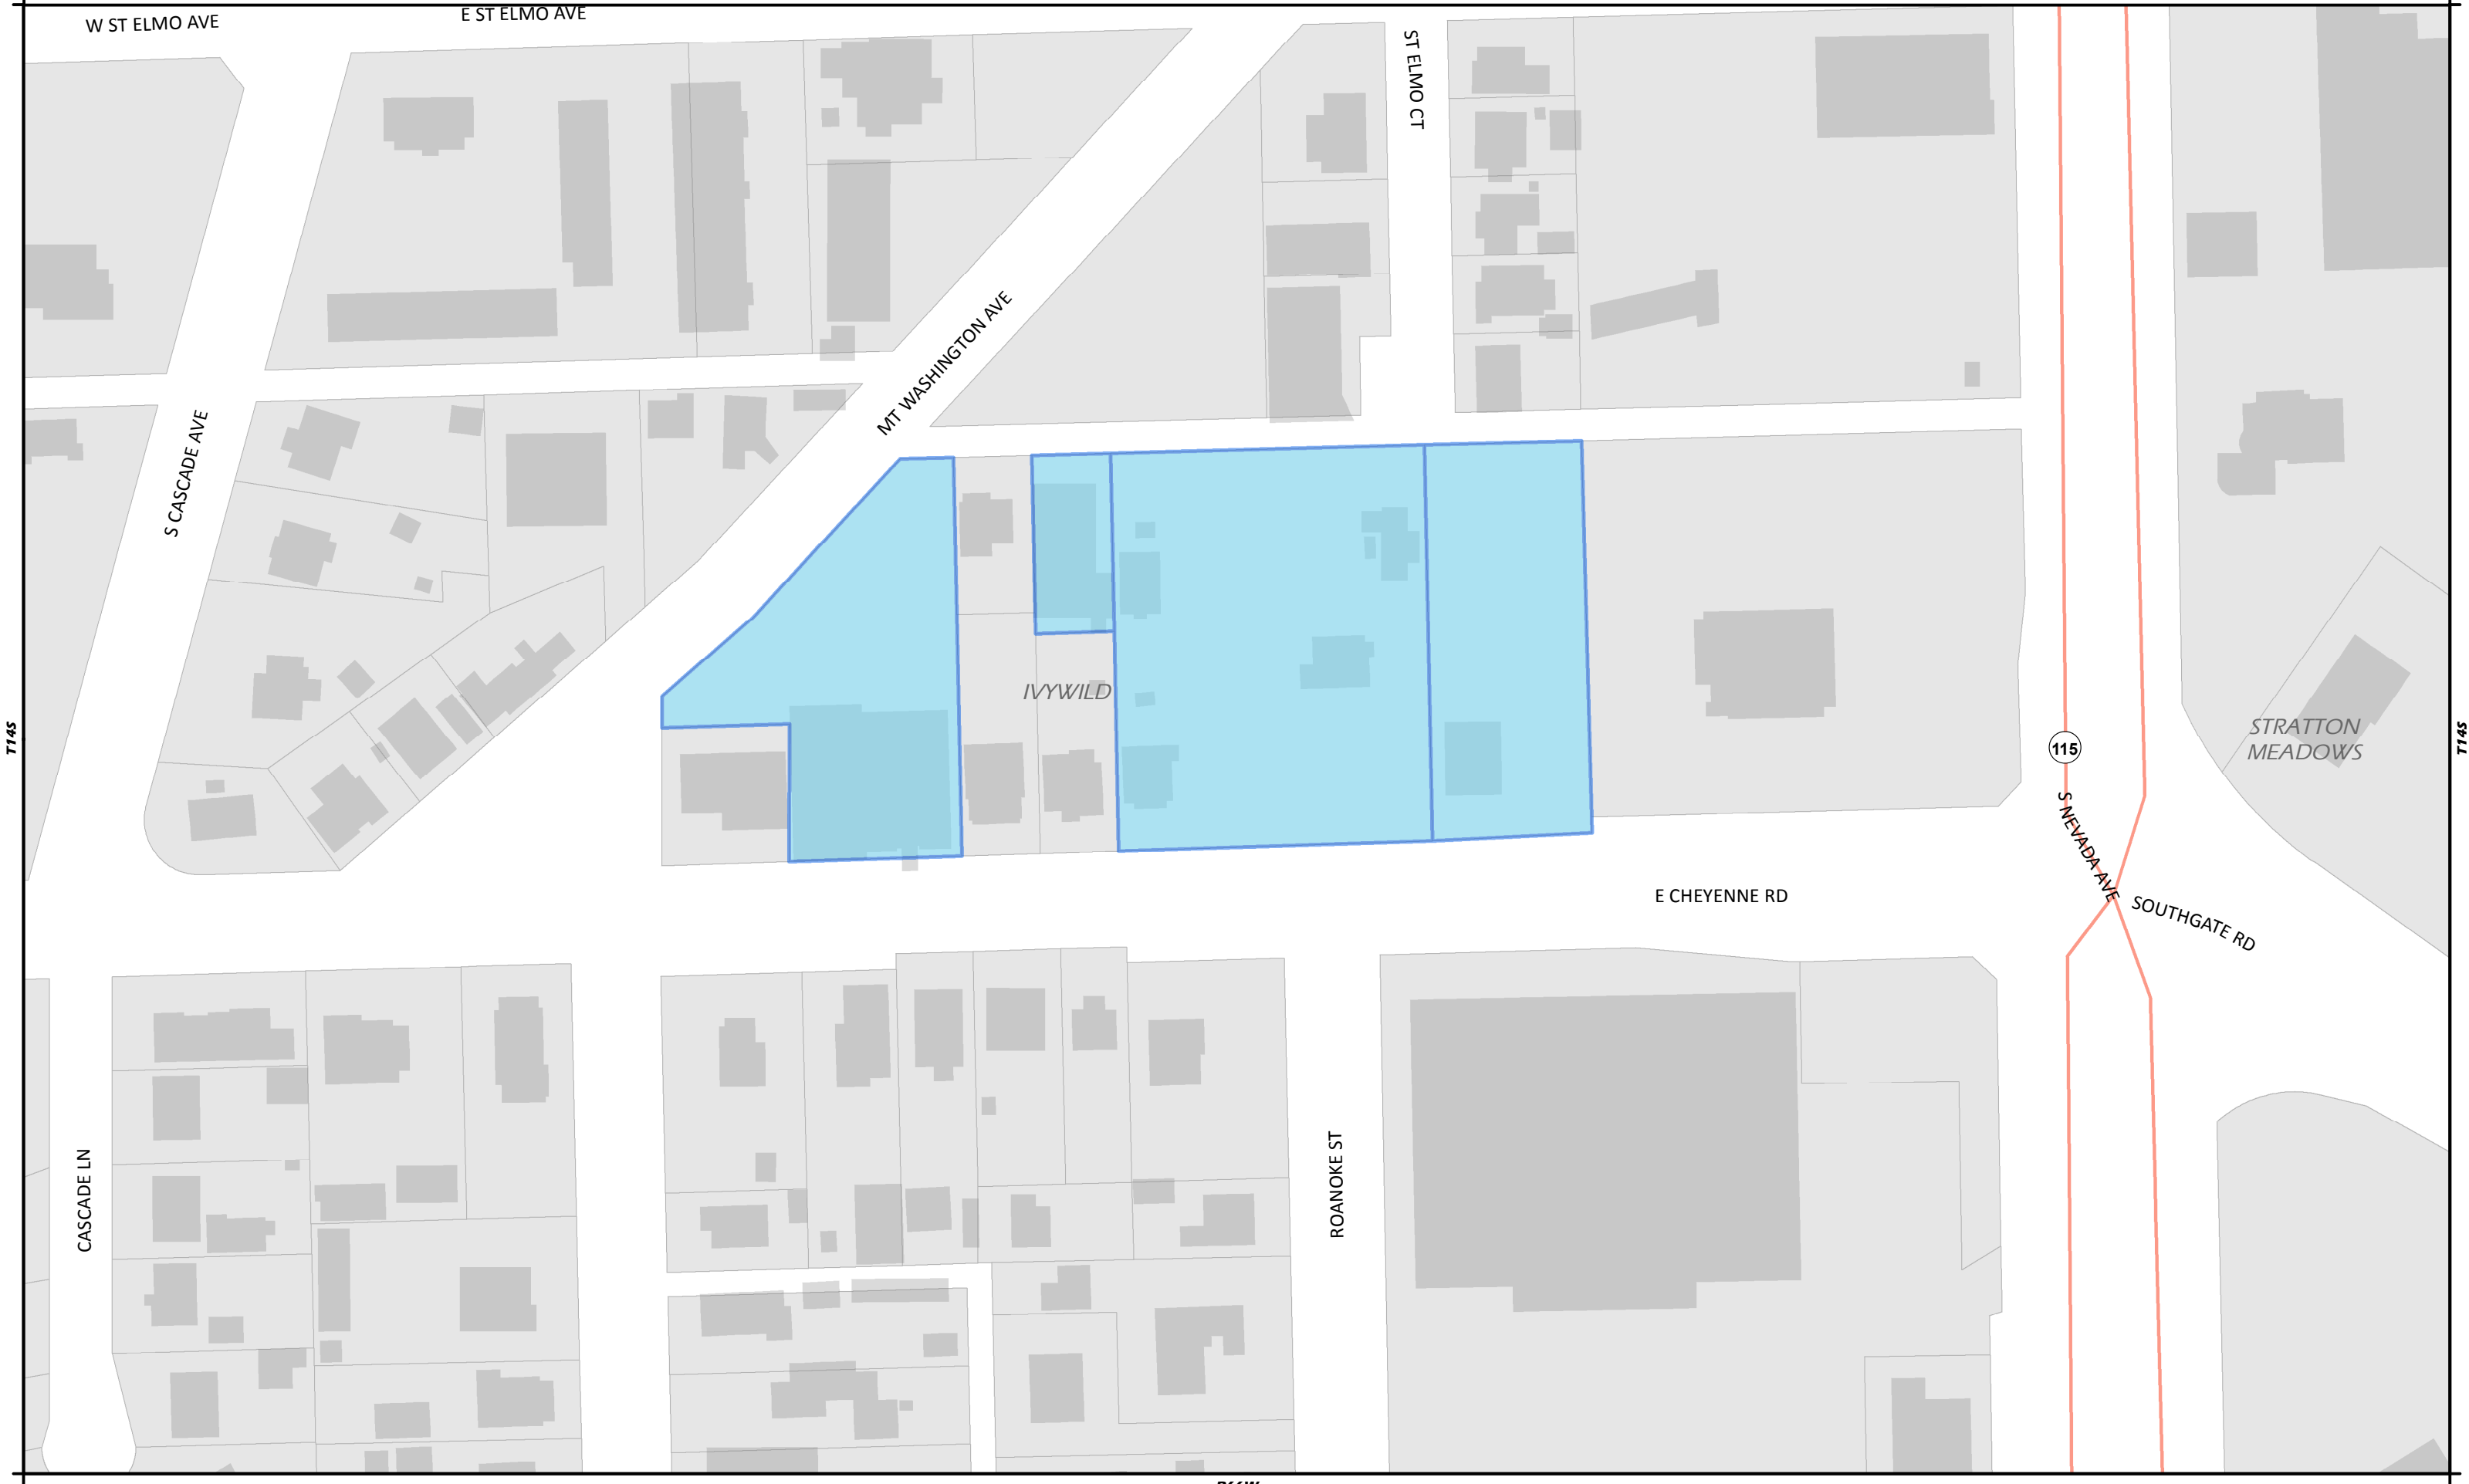 W ST ELMO AVE
E ST ELMO AVE
ST ELMO CT
MT WASHINGTON AVE
S CASCADE AVE
IVYWILD
T14S
T14S
STRATTON
MEADOWS
115
S NEVADA AVE
E CHEYENNE RD
SOUTHGATE RD
CASCADE LN
ROANOKE ST